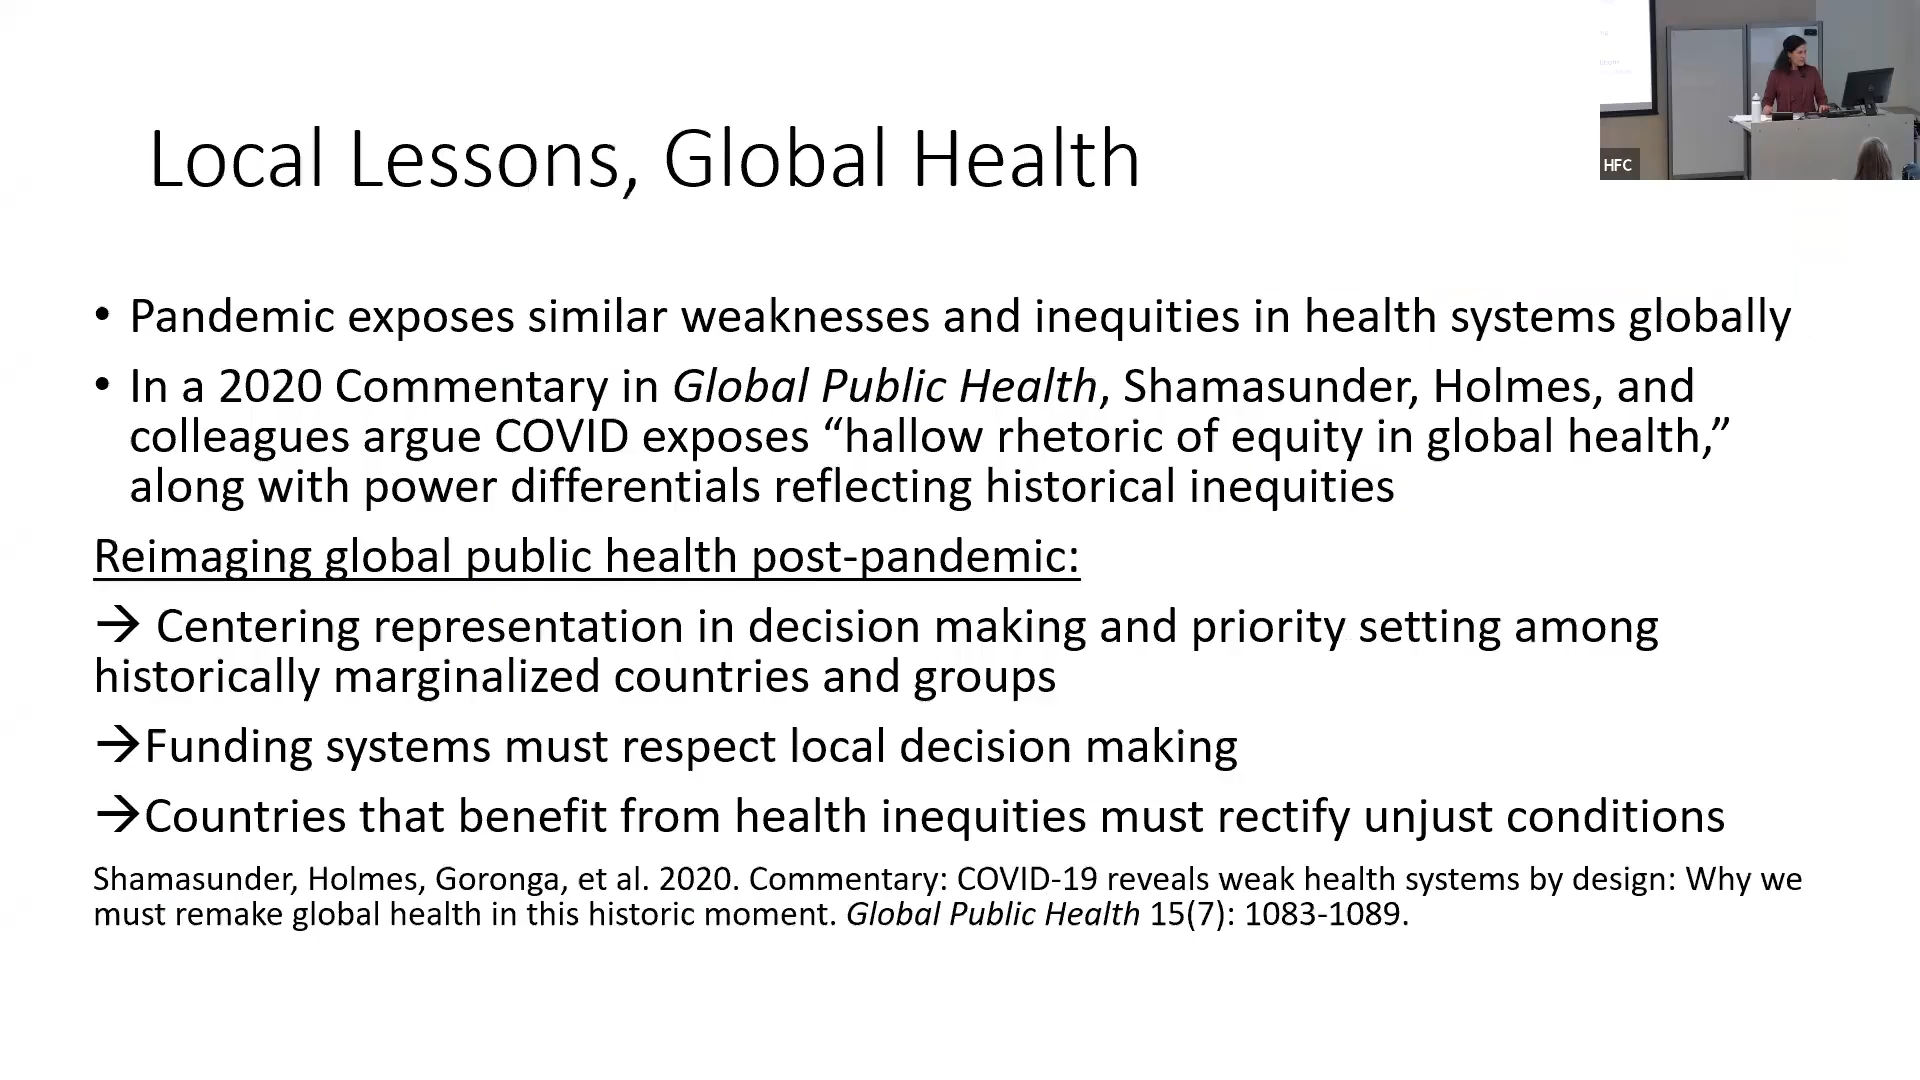 Local Lessons, Global Health
HFC
• Pandemic exposes similar weaknesses and inequities in health systems globally
• In a 2020 Commentary in Global Public Health, Shamasunder, Holmes, and
colleagues argue COVID exposes “hallow rhetoric of equity in global health,”
along with power differentials reflecting historical inequities
Reimaging global public health post-pandemic:
→ Centering representation in decision making and priority setting among
historically marginalized countries and groups
→Funding systems must respect local decision making
→Countries that benefit from health inequities must rectify unjust conditions
Shamasunder, Holmes, Goronga, et al. 2020. Commentary: COVID-19 reveals weak health systems by design: Why we
must remake global health in this historic moment. Global Public Health 15(7): 1083-1089.